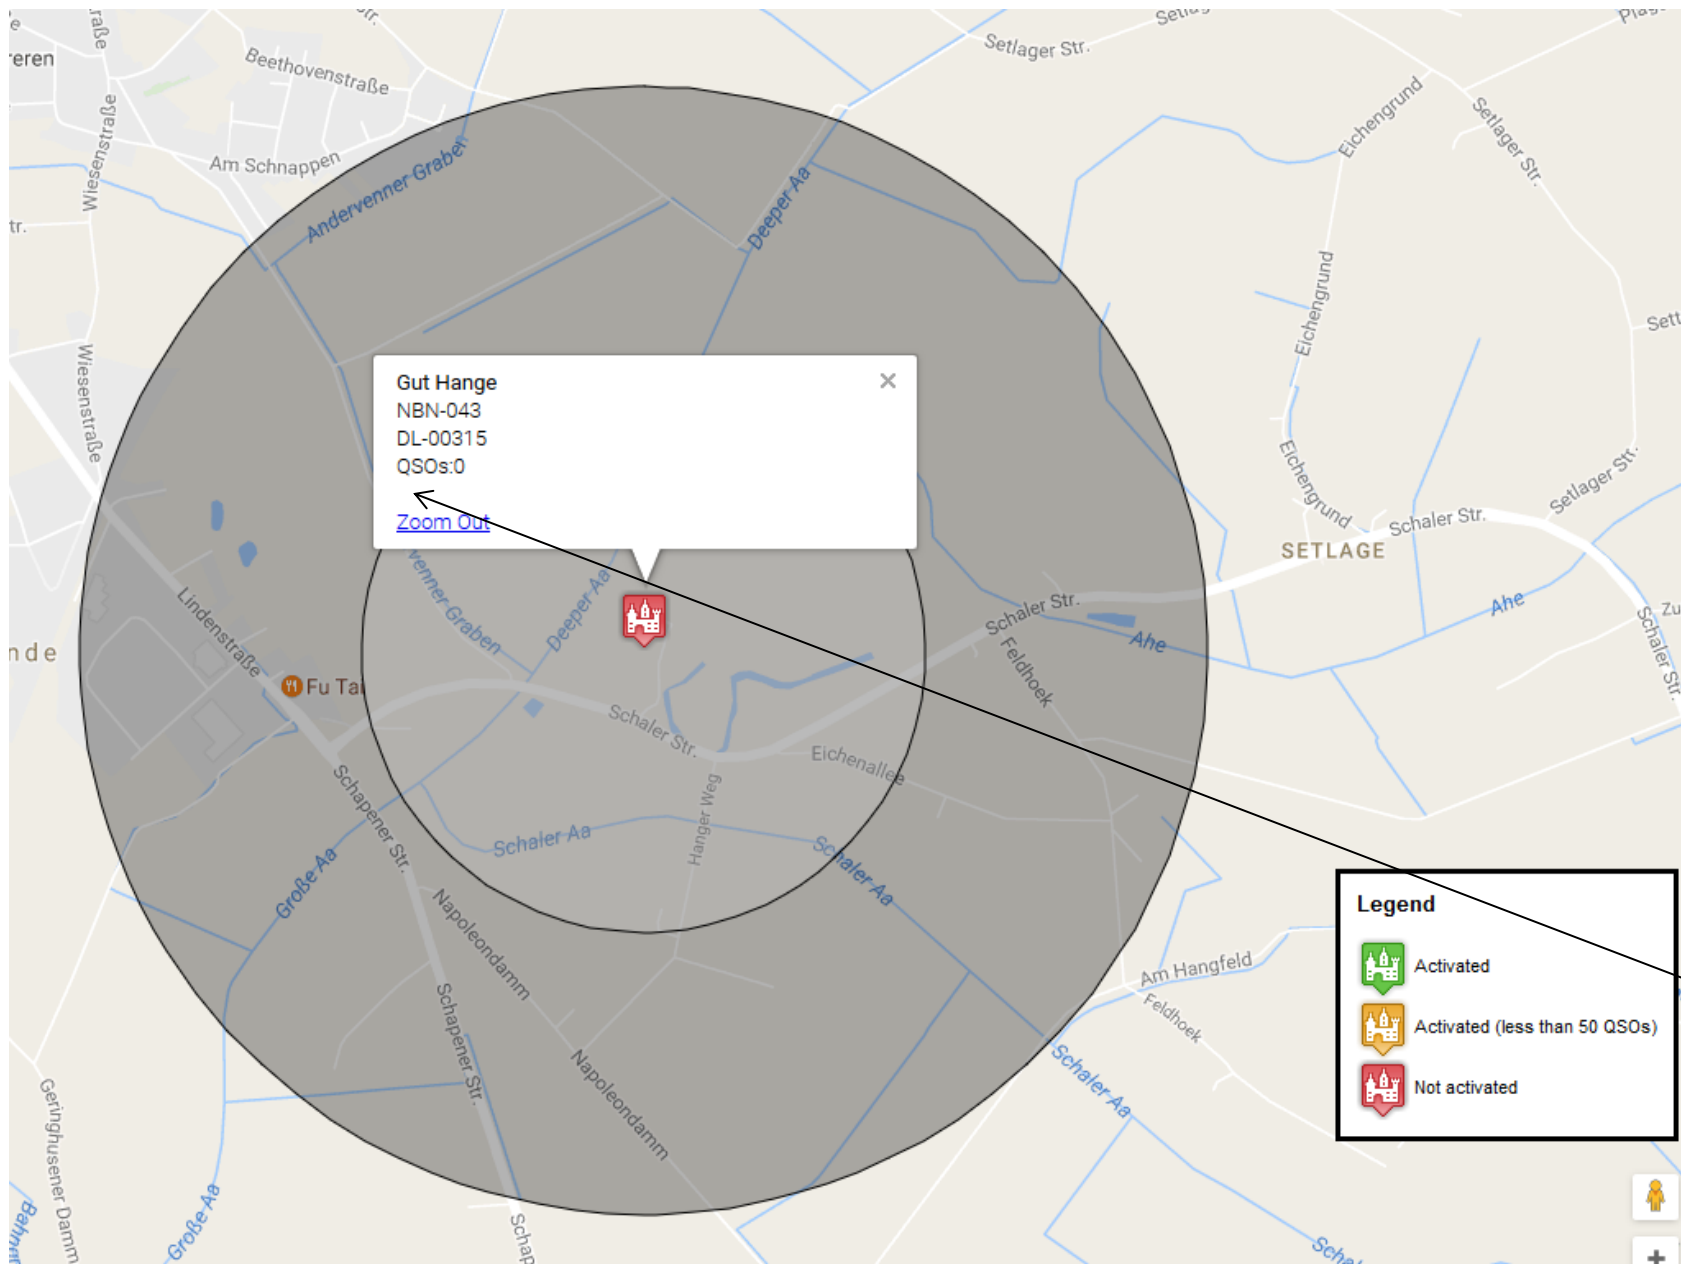 Setlager Str.
Beethovenstraße
Wiesenstraße
Am Schnappen
Andervenner Graben
Deeper Aa
Eichengrund
Setlager Str.
Eichengrund
Wiesenstraße
Gut Hange
NBN-043
DL-00315
QSOs:0
Zoom Out
Eichengrund
Setlager Str.
Schaler Str.
SETLAGE
Deeper Aa
Lindenstraße
Schaler Str.
Ahe
Ahe
Feldhoek
Schaler Str.
Schaler Str.
Eichenallee
Hanger Weg
Schapener Str.
Schaler Aa
Schaler Aa
Große Aa
Napoleondamm
Legend
Activated
Activated (less than 50 QSOs)
Not activated
Am Hangfeld
Feldhoek
Schapener Str.
Napoleondamm
Schaler Aa
Geringhusener Damm
Große Aa